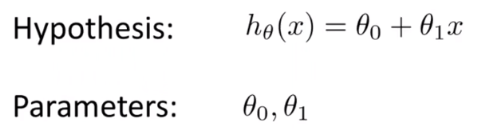 Hypothesis: hθ(x) = θ₀ + θ₁x
Parameters: θ₀, θ₁